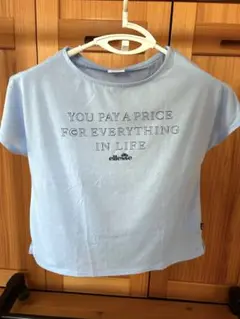 YOU PAY A PRICE
FOR EVERYTHING
IN LIFE
ellesse